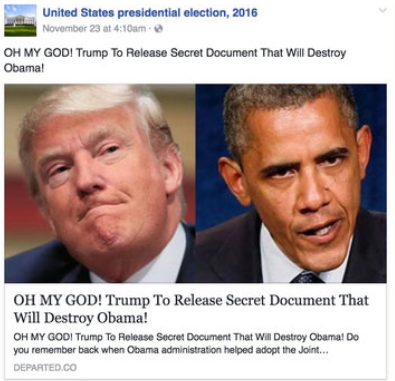 United States presidential election, 2016
November 23 at 4:10am ·
OH MY GOD! Trump To Release Secret Document That Will Destroy
Obama!
OH MY GOD! Trump To Release Secret Document That
Will Destroy Obama!
OH MY GOD! Trump To Release Secret Document That Will Destroy Obama! Do
you remember back when Obama administration helped adopt the Joint...
DEPARTED.CO